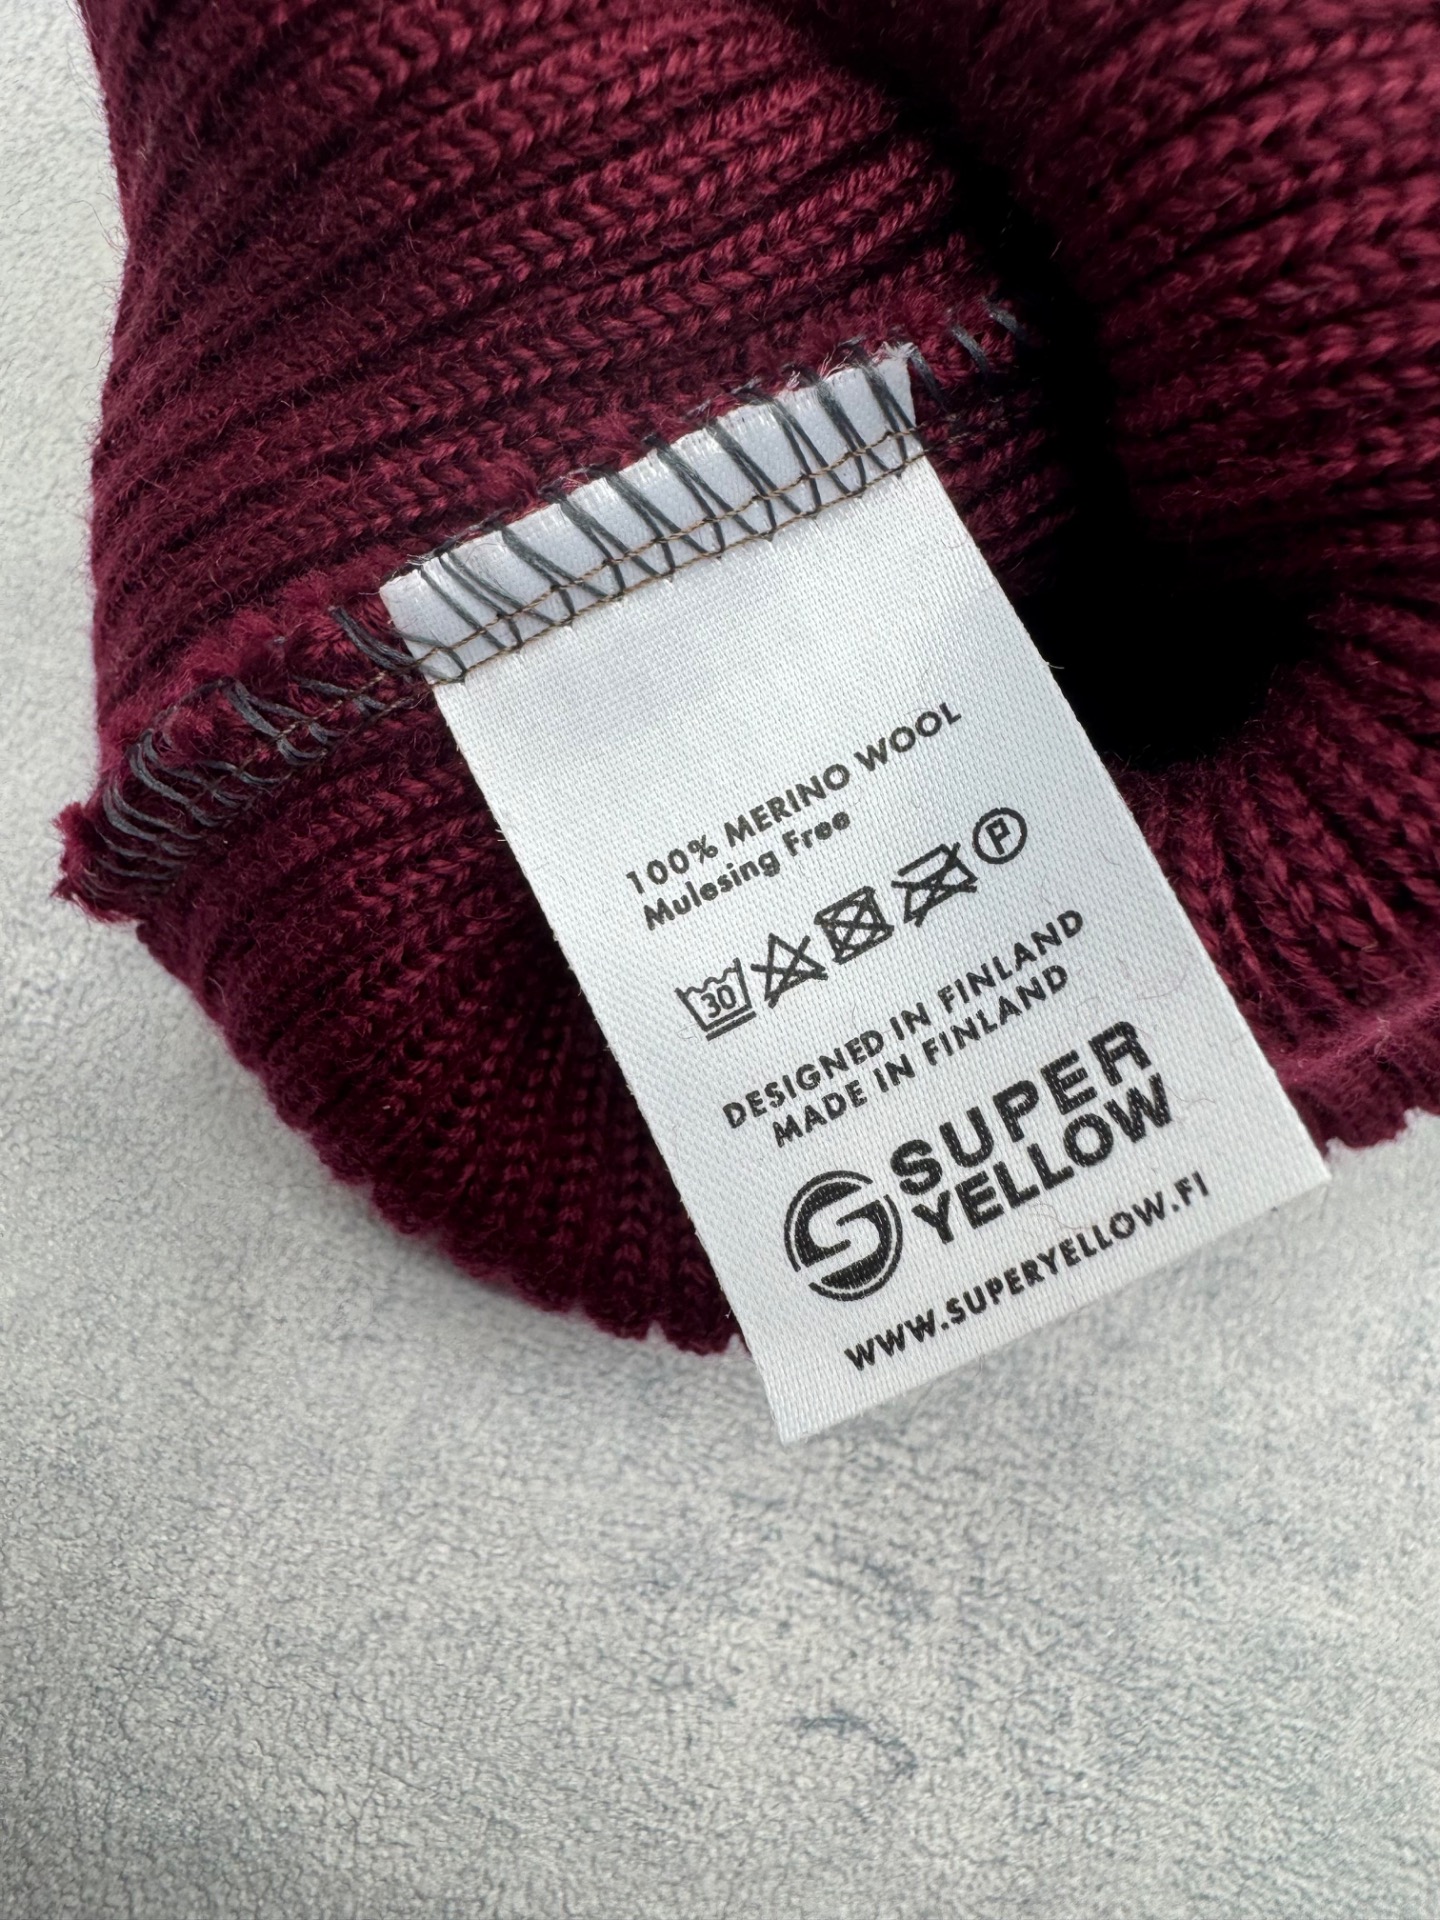 100% MERINO WOOL
Mulesing Free
30 P
DESIGNED IN FINLAND
MADE IN FINLAND
SUPER
YELLOW
WWW.SUPERYELLOW.FI